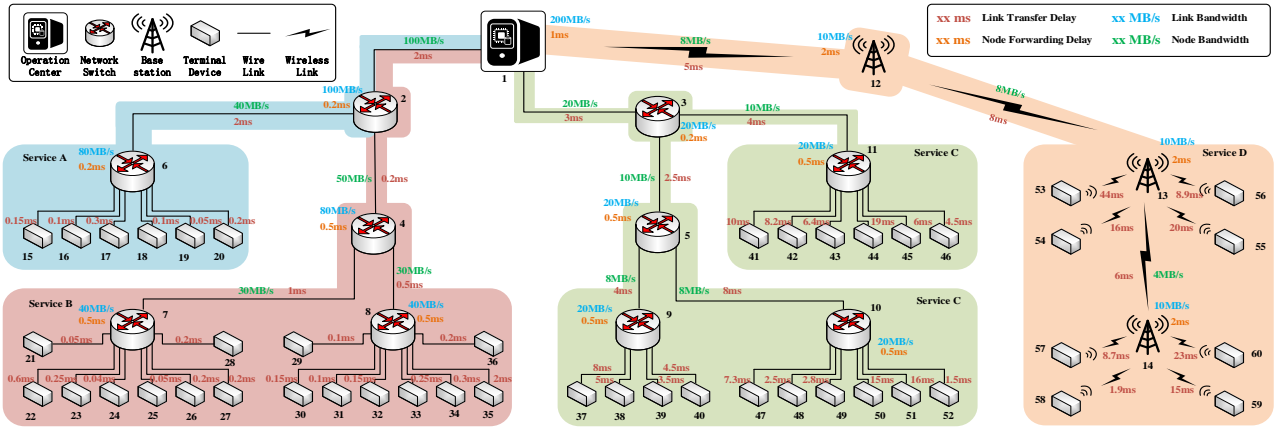 Operation Center
Network Switch
Base station
Terminal Device
Wire Link
Wireless Link
xx ms Link Transfer Delay
xx MB/s Link Bandwidth
xx ms Node Forwarding Delay
xx MB/s Node Bandwidth
200MB/s
1ms
1
100MB/s
2ms
8MB/s
5ms
10MB/s
2ms
12
8MB/s
8ms
100MB/s
0.2ms
2
40MB/s
2ms
20MB/s
3ms
3
20MB/s
0.2ms
10MB/s
4ms
Service A
80MB/s
0.2ms
6
0.15ms
0.1ms
0.3ms
0.1ms
0.05ms
0.2ms
15
16
17
18
19
20
50MB/s
0.2ms
80MB/s
0.5ms
4
30MB/s
1ms
30MB/s
0.5ms
10MB/s
2.5ms
20MB/s
0.5ms
5
8MB/s
4ms
8MB/s
8ms
Service C
20MB/s
0.5ms
11
10ms
8.2ms
6.4ms
19ms
6ms
4.5ms
41
42
43
44
45
46
Service B
40MB/s
0.5ms
7
0.05ms
0.2ms
21
28
0.6ms
0.25ms
0.04ms
0.05ms
0.2ms
0.2ms
22
23
24
25
26
27
40MB/s
0.5ms
8
0.1ms
0.2ms
29
36
0.15ms
0.1ms
0.15ms
0.25ms
0.3ms
2ms
30
31
32
33
34
35
Service C
20MB/s
0.5ms
9
8ms
5ms
4.5ms
3.5ms
37
38
39
40
10
20MB/s
0.5ms
7.3ms
2.5ms
2.8ms
15ms
16ms
1.5ms
47
48
49
50
51
52
Service D
10MB/s
2ms
13
53
44ms
8.9ms
56
54
16ms
20ms
55
6ms
4MB/s
10MB/s
2ms
14
57
8.7ms
23ms
60
58
1.9ms
15ms
59